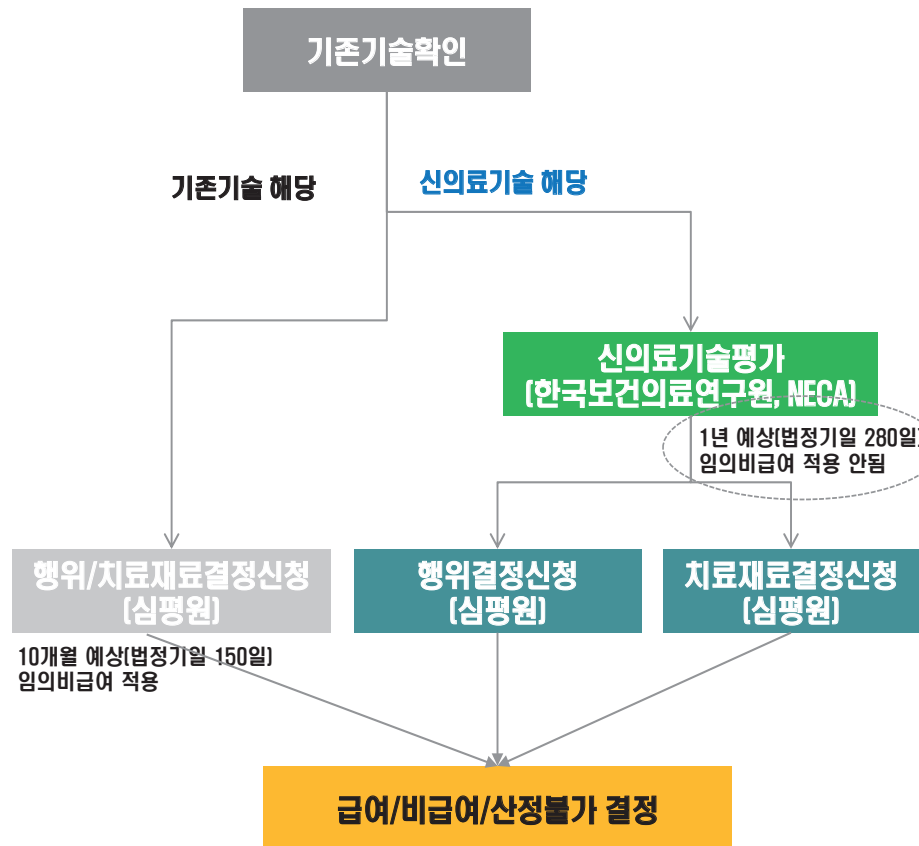 기존기술확인
기존기술 해당
신의료기술 해당
신의료기술평가
(한국보건의료연구원, NECA)
1년 예상(법정기일 280일)
임의비급여 적용 안됨
행위/치료재료결정신청
(심평원)
행위결정신청
(심평원)
치료재료결정신청
(심평원)
10개월 예상(법정기일 150일)
임의비급여 적용
급여/비급여/산정불가 결정